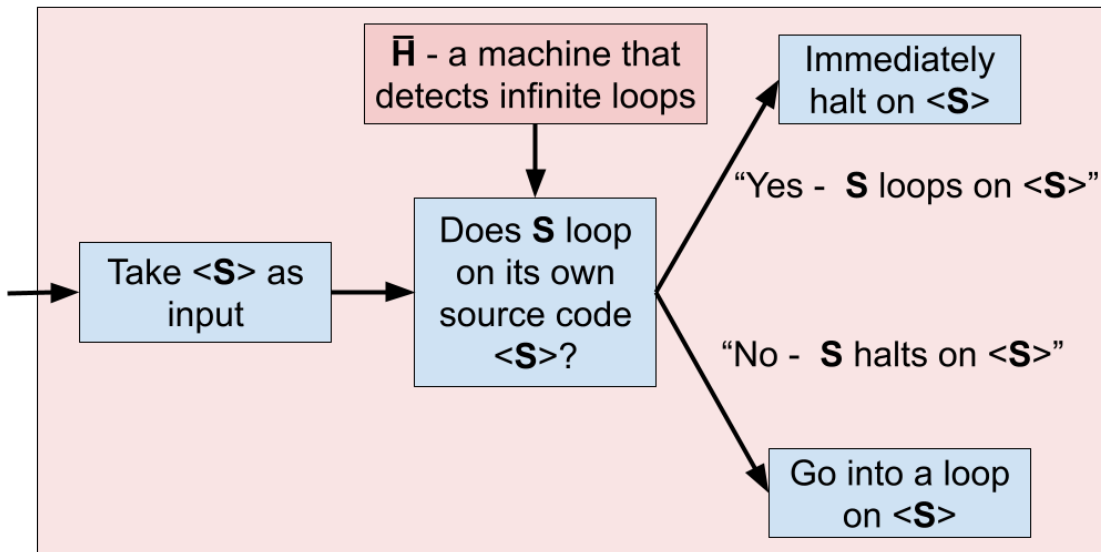 H̅ - a machine that
detects infinite loops
Immediately
halt on <S>
“Yes -  S loops on <S>”
Does S loop
on its own
source code
<S>?
Take <S> as
input
“No -  S halts on <S>”
Go into a loop
on <S>